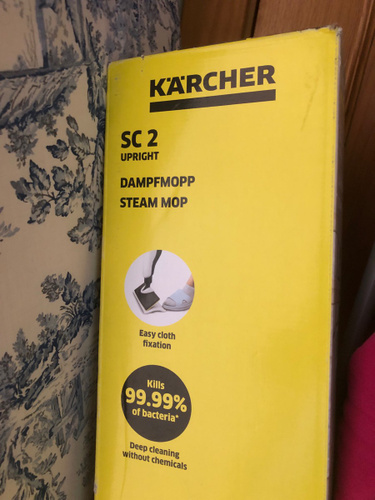 KÄRCHER
SC 2
UPRIGHT
DAMPFMOPP
STEAM MOP
Easy cloth
fixation
Kills
99.99%
of bacteria*
Deep cleaning
without chemicals